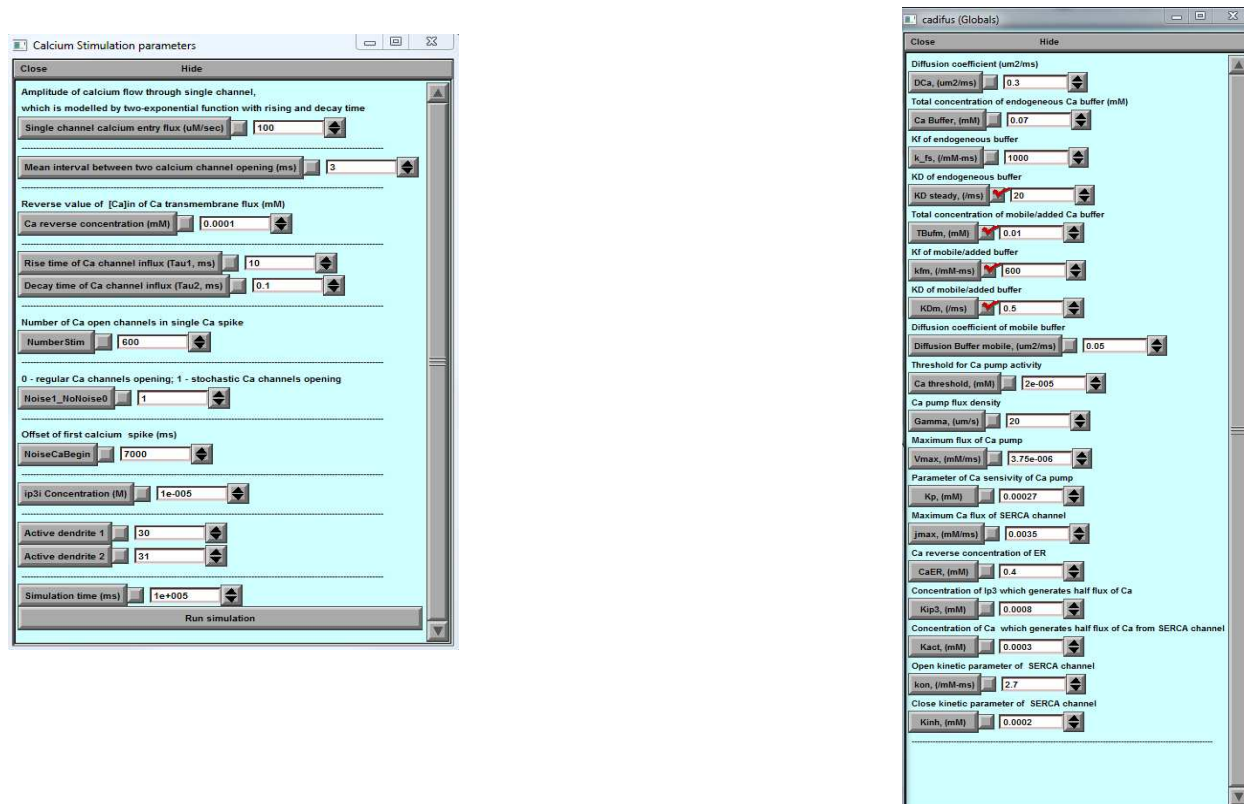 Calcium Stimulation parameters
Close Hide
Amplitude of calcium flow through single channel,
which is modelled by two-exponential function with rising and decay time
Single channel calcium entry flux (uM/sec) 100
Mean interval between two calcium channel opening (ms) 3
Reverse value of [Ca]in of Ca transmembrane flux (mM)
Ca reverse concentration (mM) 0.0001
Rise time of Ca channel influx (Tau1, ms) 10
Decay time of Ca channel influx (Tau2, ms) 0.1
Number of Ca open channels in single Ca spike
NumberStim 600
0 - regular Ca channels opening; 1 - stochastic Ca channels opening
Noise1_NoNoise0 1
Offset of first calcium spike (ms)
NoiseCaBegin 7000
ip3i Concentration (M) 1e-005
Active dendrite 1 30
Active dendrite 2 31
Simulation time (ms) 1e+005
Run simulation
cadifus (Globals)
Close Hide
Diffusion coefficient (um2/ms)
DCa, (um2/ms) 0.3
Total concentration of endogeneous Ca buffer (mM)
Ca Buffer, (mM) 0.07
Kf of endogeneous buffer
k_fs, (/mM-ms) 1000
KD of endogeneous buffer
KD steady, (/ms) 20
Total concentration of mobile/added Ca buffer
TBufm, (mM) 0.01
Kf of mobile/added buffer
kfm, (/mM-ms) 600
KD of mobile/added buffer
KDm, (/ms) 0.5
Diffusion coefficient of mobile buffer
Diffusion Buffer mobile, (um2/ms) 0.05
Threshold for Ca pump activity
Ca threshold, (mM) 2e-005
Ca pump flux density
Gamma, (um/s) 20
Maximum flux of Ca pump
Vmax, (mM/ms) 3.75e-006
Parameter of Ca sensivity of Ca pump
Kp, (mM) 0.00027
Maximum Ca flux of SERCA channel
jmax, (mM/ms) 0.0035
Ca reverse concentration of ER
CaER, (mM) 0.4
Concentration of Ip3 which generates half flux of Ca
Kip3, (mM) 0.0008
Concentration of Ca which generates half flux of Ca from SERCA channel
Kact, (mM) 0.0003
Open kinetic parameter of SERCA channel
kon, (/mM-ms) 2.7
Close kinetic parameter of SERCA channel
Kinh, (mM) 0.0002